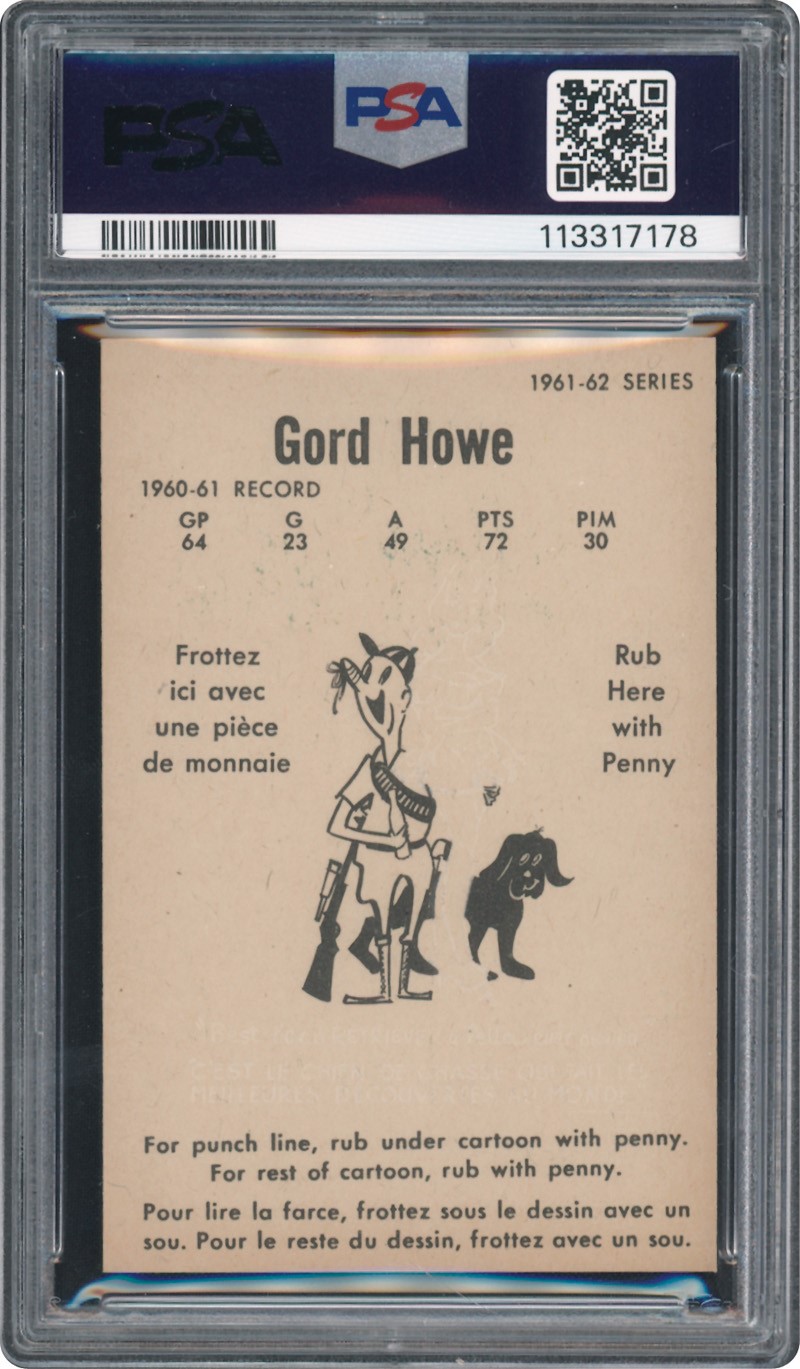 PSA
PSA
113317178
1961-62 SERIES
Gord Howe
1960-61 RECORD
GP G A PTS PIM
64 23 49 72 30
Frottez
ici avec
une pièce
de monnaie
Rub
Here
with
Penny
For punch line, rub under cartoon with penny.
For rest of cartoon, rub with penny.
Pour lire la farce, frottez sous le dessin avec un
sou. Pour le reste du dessin, frottez avec un sou.